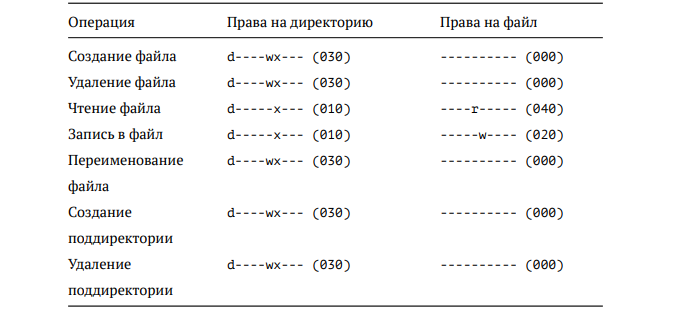 Операция Права на директорию Права на файл
Создание файла d----wx--- (030) ---------- (000)
Удаление файла d----wx--- (030) ---------- (000)
Чтение файла d-----x--- (010) ----r----- (040)
Запись в файл d-----x--- (010) -----w---- (020)
Переименование d----wx--- (030) ---------- (000)
файла
Создание d----wx--- (030) ---------- (000)
поддиректории
Удаление d----wx--- (030) ---------- (000)
поддиректории